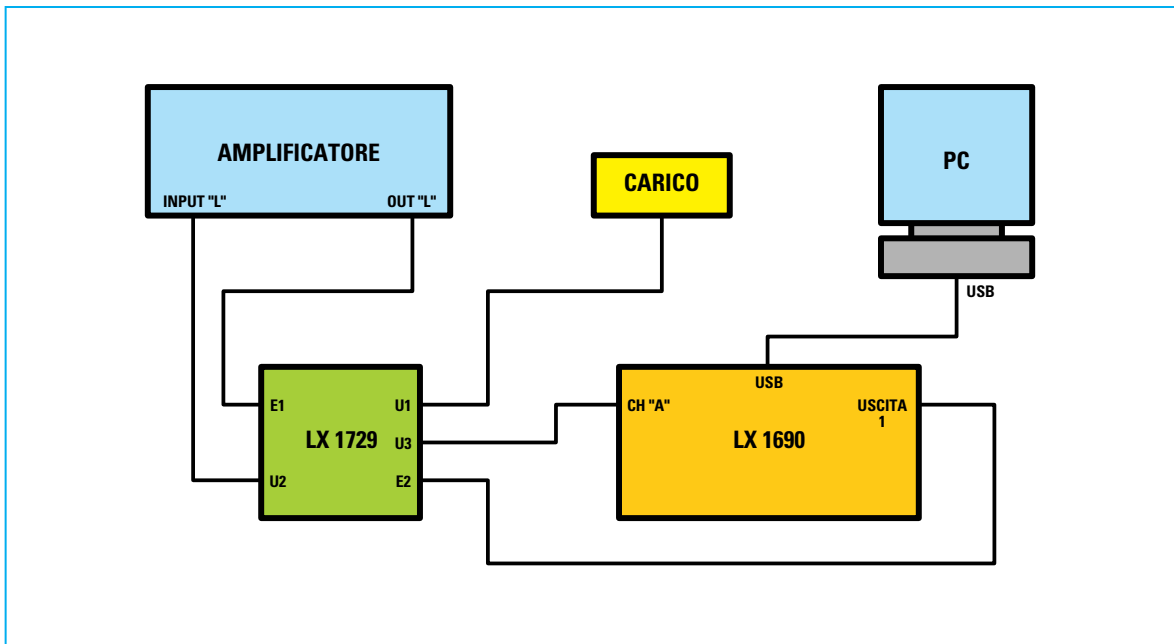 AMPLIFICATORE
INPUT "L"
OUT "L"
CARICO
PC
USB
E1
U1
LX 1729
U3
U2
E2
USB
CH "A"
USCITA
1
LX 1690